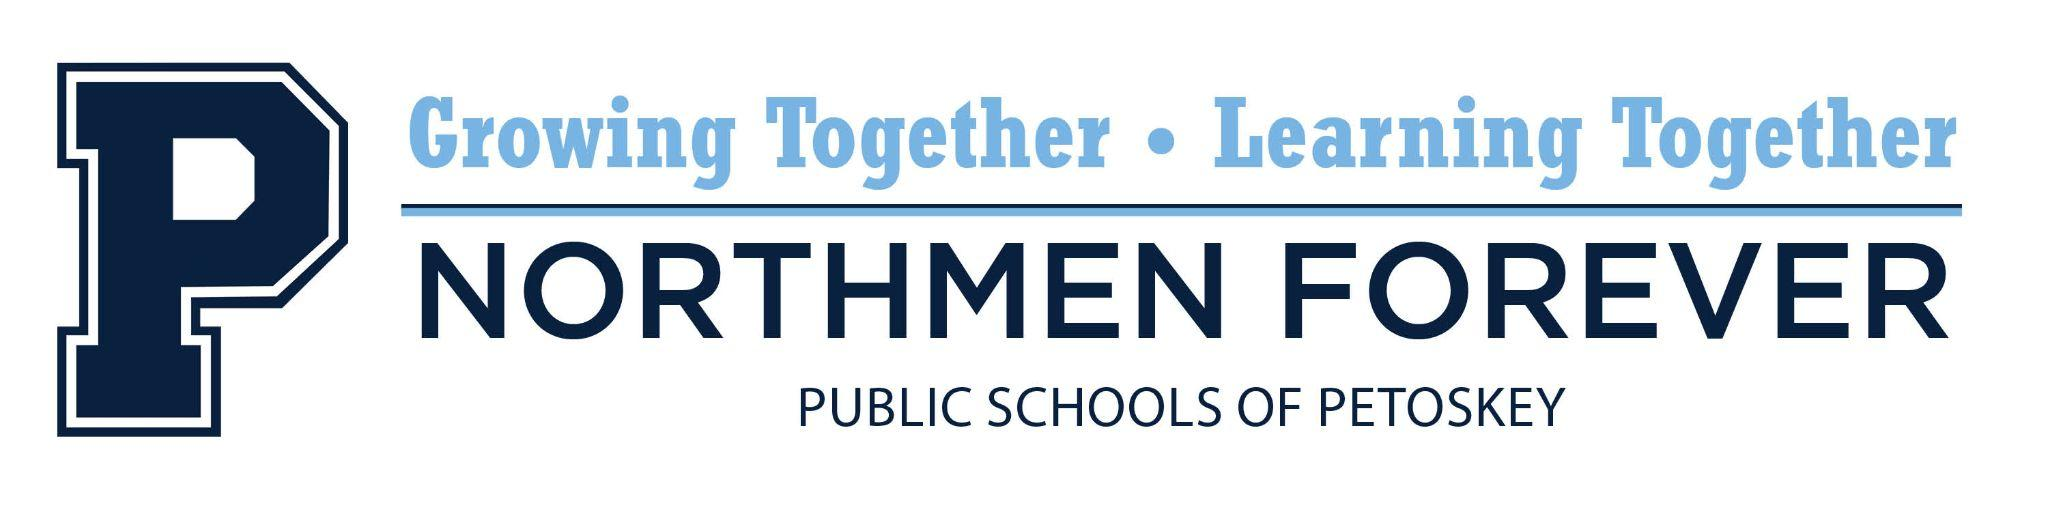 P
Growing Together • Learning Together
NORTHMEN FOREVER
PUBLIC SCHOOLS OF PETOSKEY